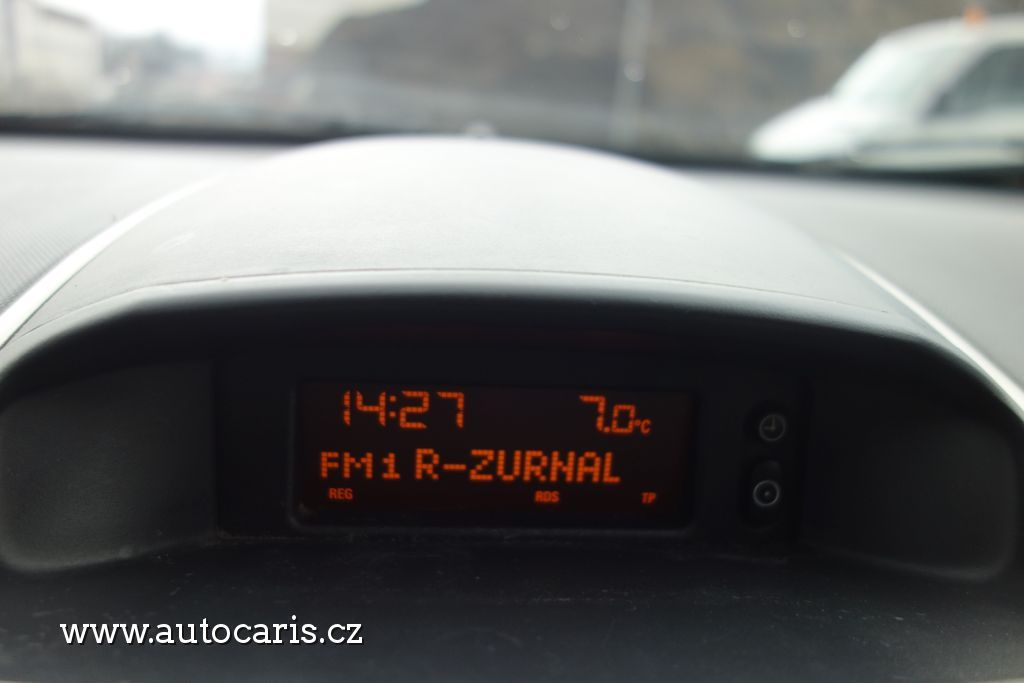 14:27 7.0°C
FM1 R-ZURNAL
REG RDS TP
www.autocaris.cz